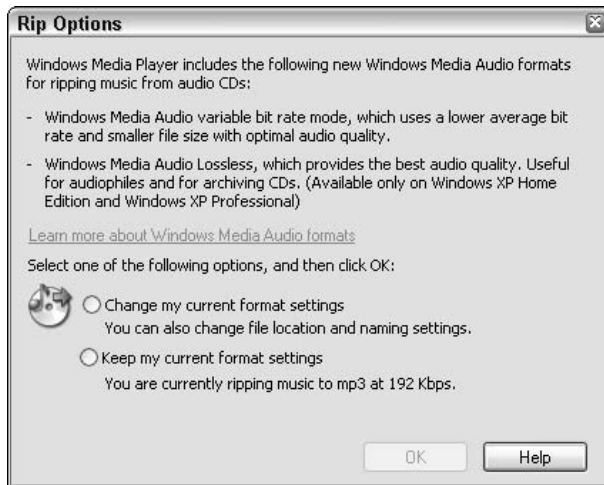 Rip Options
Windows Media Player includes the following new Windows Media Audio formats
for ripping music from audio CDs:
- Windows Media Audio variable bit rate mode, which uses a lower average bit
rate and smaller file size with optimal audio quality.
- Windows Media Audio Lossless, which provides the best audio quality. Useful
for audiophiles and for archiving CDs. (Available only on Windows XP Home
Edition and Windows XP Professional)
Learn more about Windows Media Audio formats
Select one of the following options, and then click OK:
Change my current format settings
You can also change file location and naming settings.
Keep my current format settings
You are currently ripping music to mp3 at 192 Kbps.
OK
Help